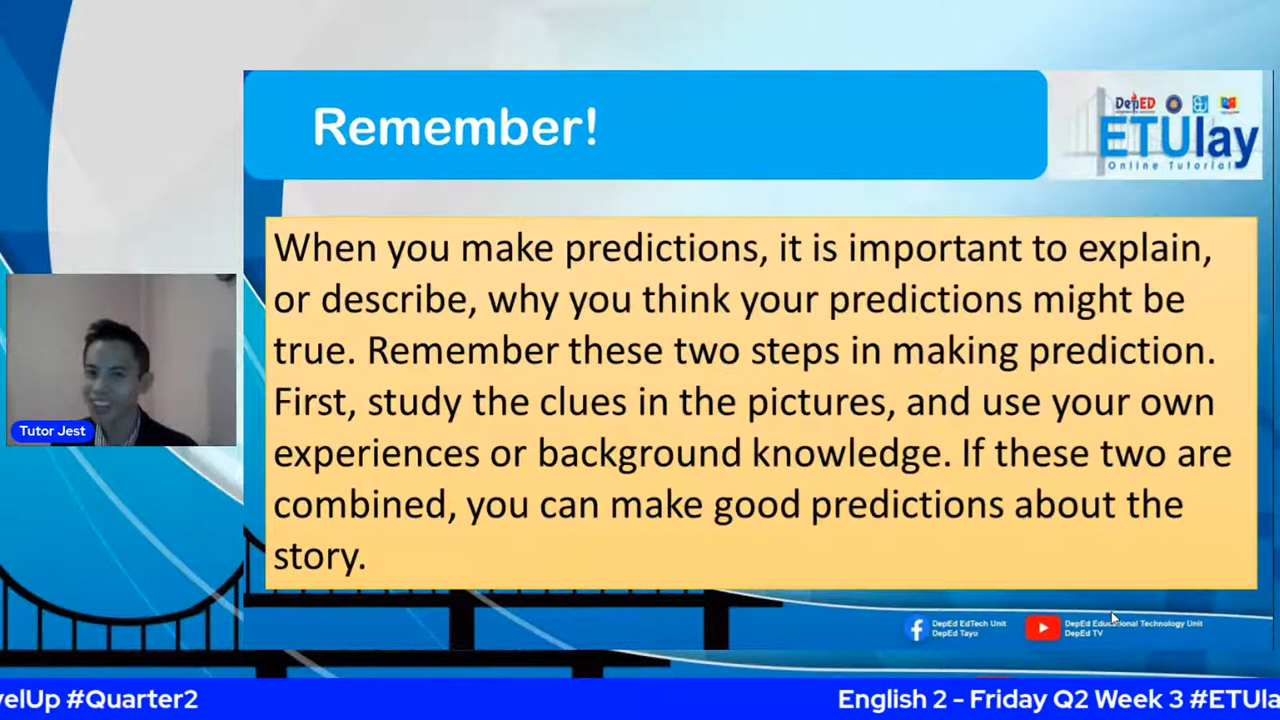 Remember!
DepED
ETUlay
Online Tutorial
When you make predictions, it is important to explain,
or describe, why you think your predictions might be
true. Remember these two steps in making prediction.
First, study the clues in the pictures, and use your own
experiences or background knowledge. If these two are
combined, you can make good predictions about the
story.
Tutor Jest
DepEd EdTech Unit
DepEd Tayo
DepEd Educational Technology Unit
DepEd TV
velUp #Quarter2
English 2 - Friday Q2 Week 3 #ETUla